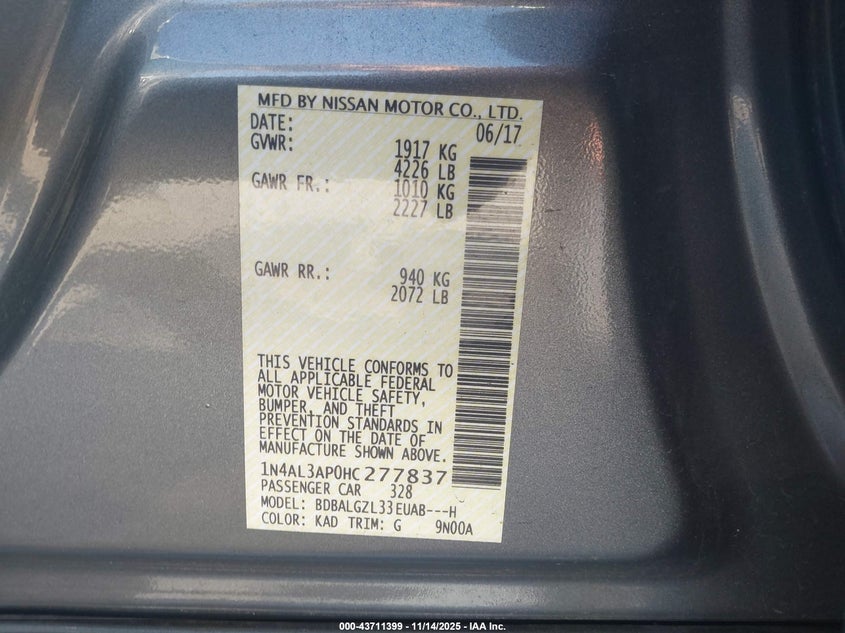 MFD BY NISSAN MOTOR CO., LTD.
DATE: 06/17
GVWR: 1917 KG
4226 LB
GAWR FR.: 1010 KG
2227 LB
GAWR RR.: 940 KG
2072 LB
THIS VEHICLE CONFORMS TO
ALL APPLICABLE FEDERAL
MOTOR VEHICLE SAFETY,
BUMPER, AND THEFT
PREVENTION STANDARDS IN
EFFECT ON THE DATE OF
MANUFACTURE SHOWN ABOVE.
1N4AL3AP0HC277837
PASSENGER CAR 328
MODEL: BDBALGZL33EUAB---H
COLOR: KAD TRIM: G 9N00A
000-43711399 - 11/14/2025 - IAA Inc.